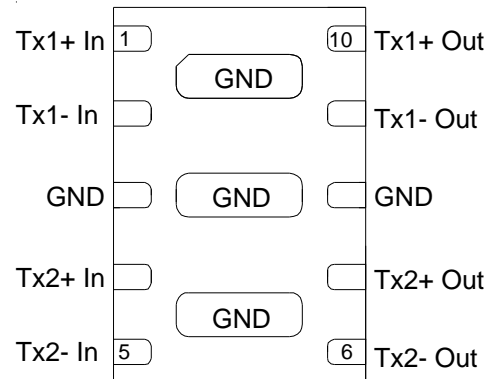 Tx1+ In 1 10 Tx1+ Out
GND
Tx1- In Tx1- Out
GND GND GND
Tx2+ In Tx2+ Out
GND
Tx2- In 5 6 Tx2- Out